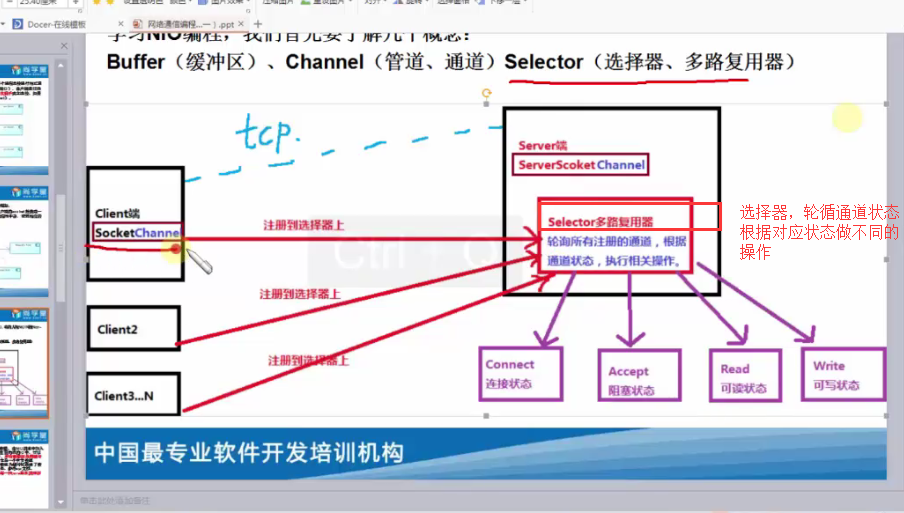 Docer-在线模板
网络通信编程...一）.ppt
学习NIO编程，我们首先要了解几个概念：
Buffer（缓冲区）、Channel（管道、通道）Selector（选择器、多路复用器）
tcp.
Server端
ServerScoketChannel
Client端
SocketChannel
注册到选择器上
Selector多路复用器
轮询所有注册的通道，根据
通道状态，执行相关操作。
选择器，轮循通道状态
根据对应状态做不同的
操作
Ctrl + C
注册到选择器上
Client2
注册到选择器上
Connect
连接状态
Accept
阻塞状态
Read
可读状态
Write
可写状态
Client3...N
中国最专业软件开发培训机构
单击此处添加备注